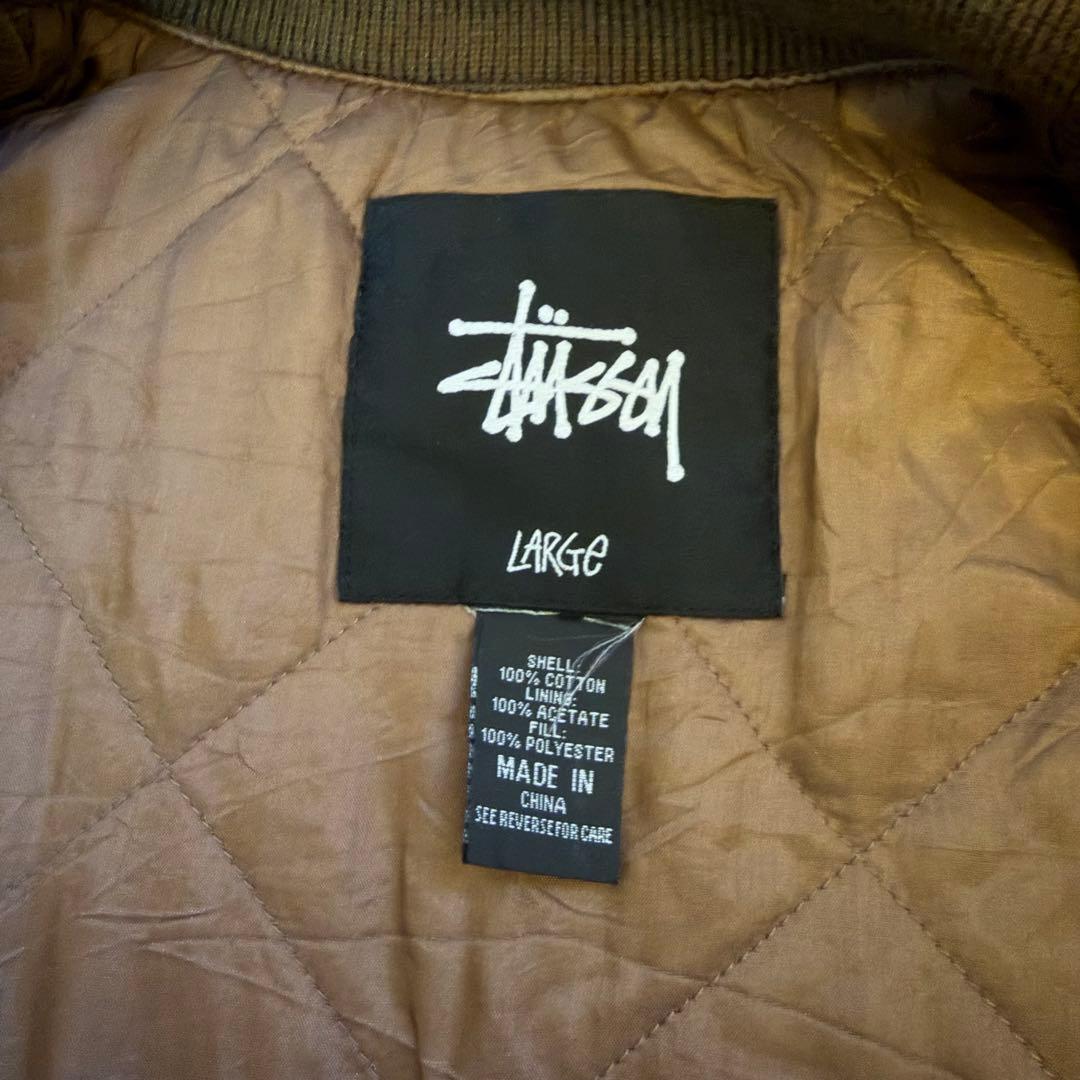 Stüssy
LARGE
SHELL:
100% COTTON
LINING:
100% ACETATE
FILL:
100% POLYESTER
MADE IN
CHINA
SEE REVERSE FOR CARE